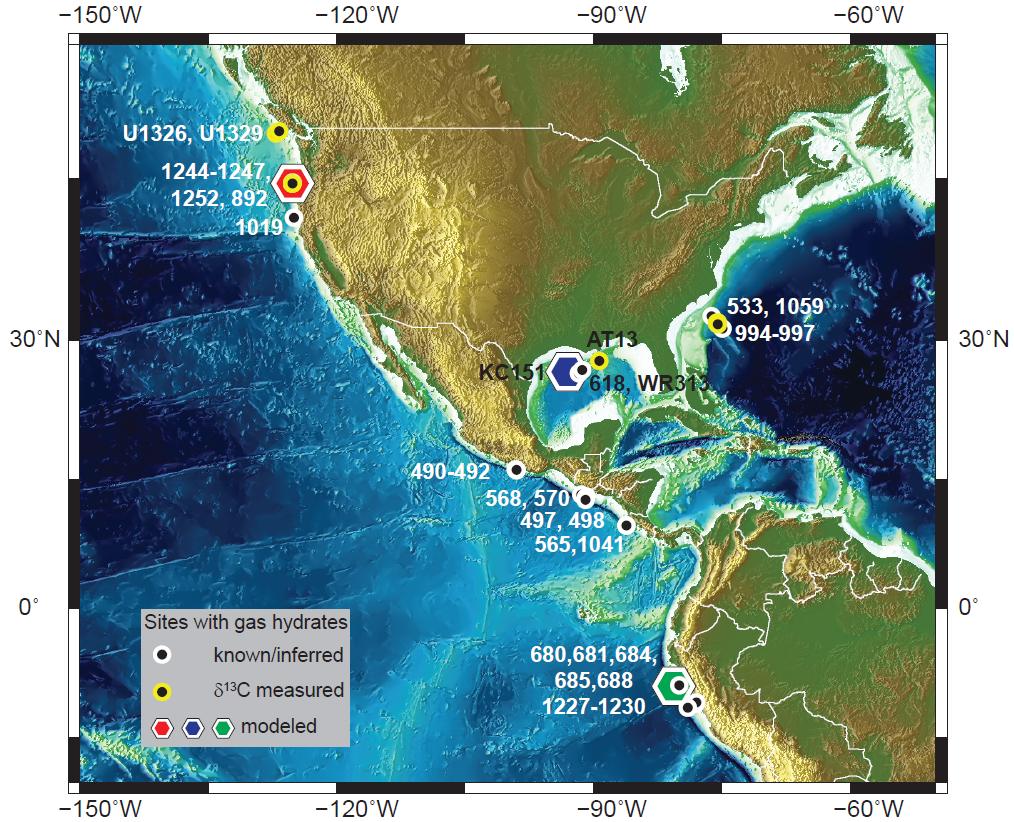 −150˚W −120˚W −90˚W −60˚W
U1326, U1329
1244-1247,
1252, 892
1019
533, 1059
994-997
30˚N 30˚N
AT13
KC151
618, WR313
490-492
568, 570
497, 498
565,1041
0˚ 0˚
Sites with gas hydrates
known/inferred
δ¹³C measured
modeled
680,681,684,
685,688
1227-1230
−150˚W −120˚W −90˚W −60˚W